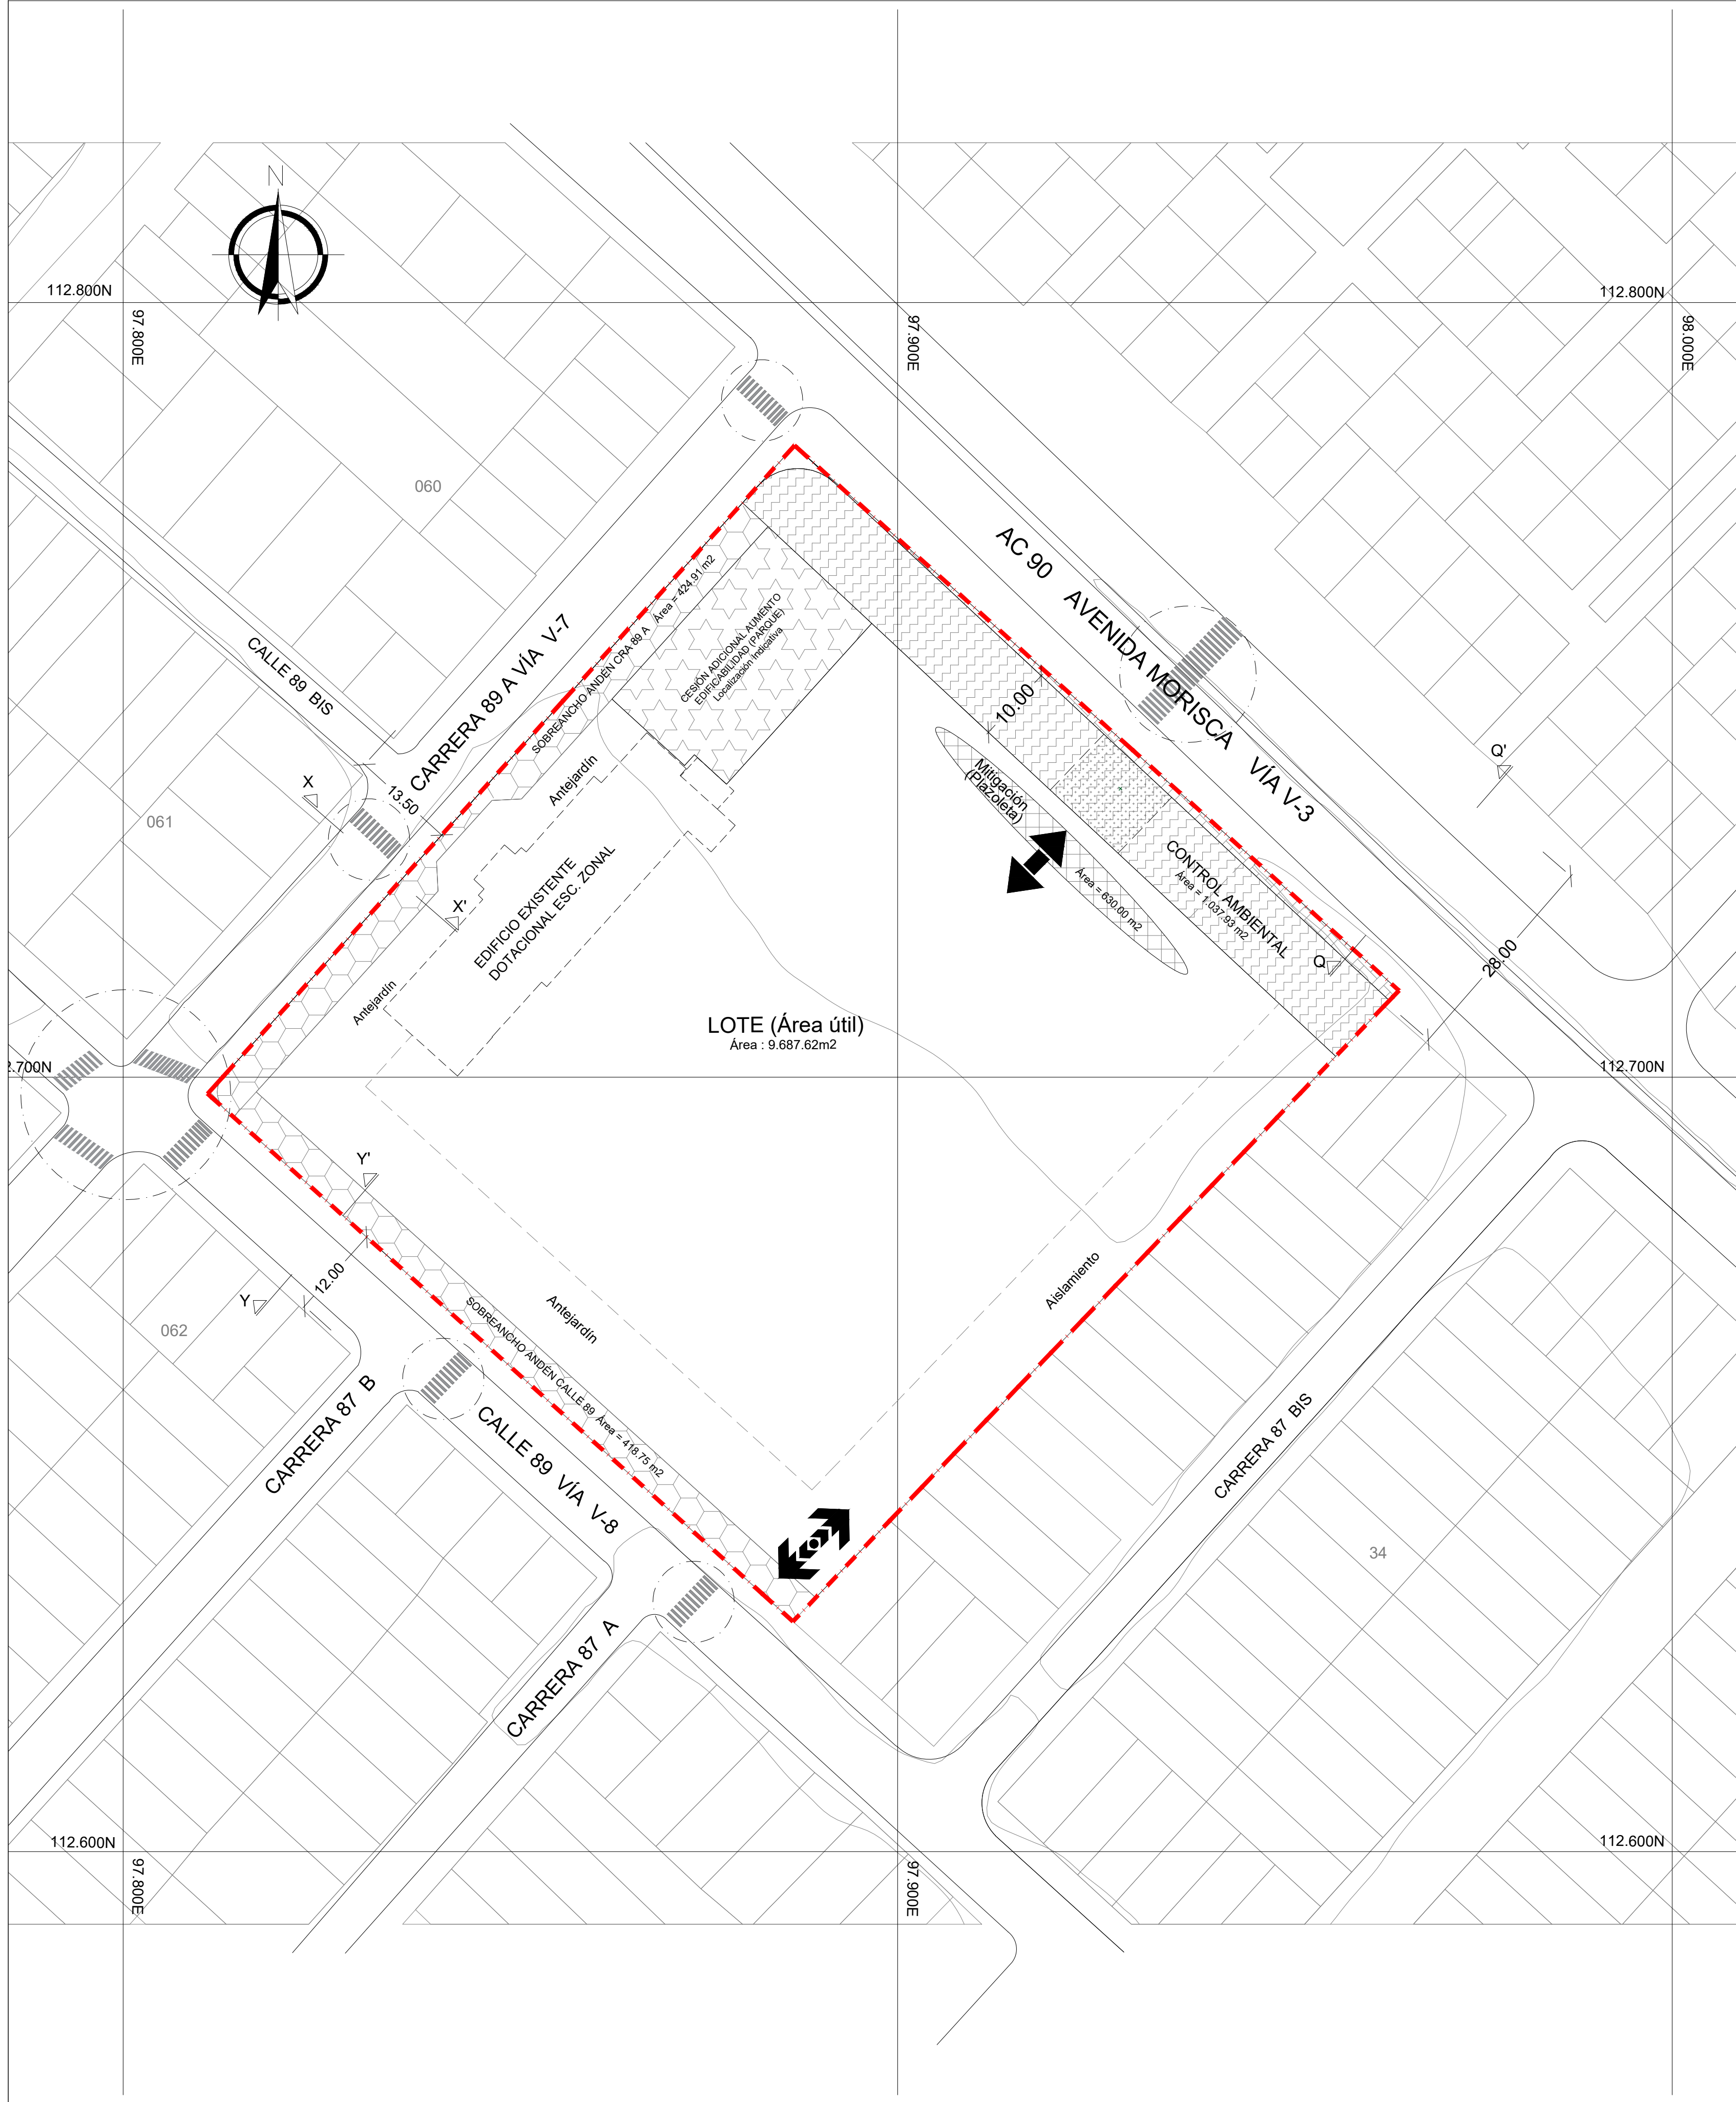 N
112.800N
112.800N
97.800E
97.900E
98.000E
060
AC 90 AVENIDA MORISCA VÍA V-3
CALLE 89 BIS
CARRERA 89 A VÍA V-7
SOBREANCHO ANDÉN CRA 89 A Área = 424.91 m2
CESIÓN ADICIONAL AUMENTO
EDIFICABILIDAD (PARQUE)
Localización Indicativa
10.00
Q'
X
13.50
061
Antejardín
Mitigación
(Plazoleta)
Área = 630.00 m2
CONTROL AMBIENTAL
Área = 1.037.93 m2
X'
EDIFICIO EXISTENTE
DOTACIONAL ESC. ZONAL
Q
28.00
Antejardín
LOTE (Área útil)
Área : 9.687.62m2
2.700N
112.700N
Y'
Y
12.00
062
Antejardín
Aislamiento
SOBREANCHO ANDÉN CALLE 89 Área = 418.75 m2
CARRERA 87 B
CALLE 89 VÍA V-8
CARRERA 87 BIS
34
CARRERA 87 A
112.600N
112.600N
97.800E
97.900E